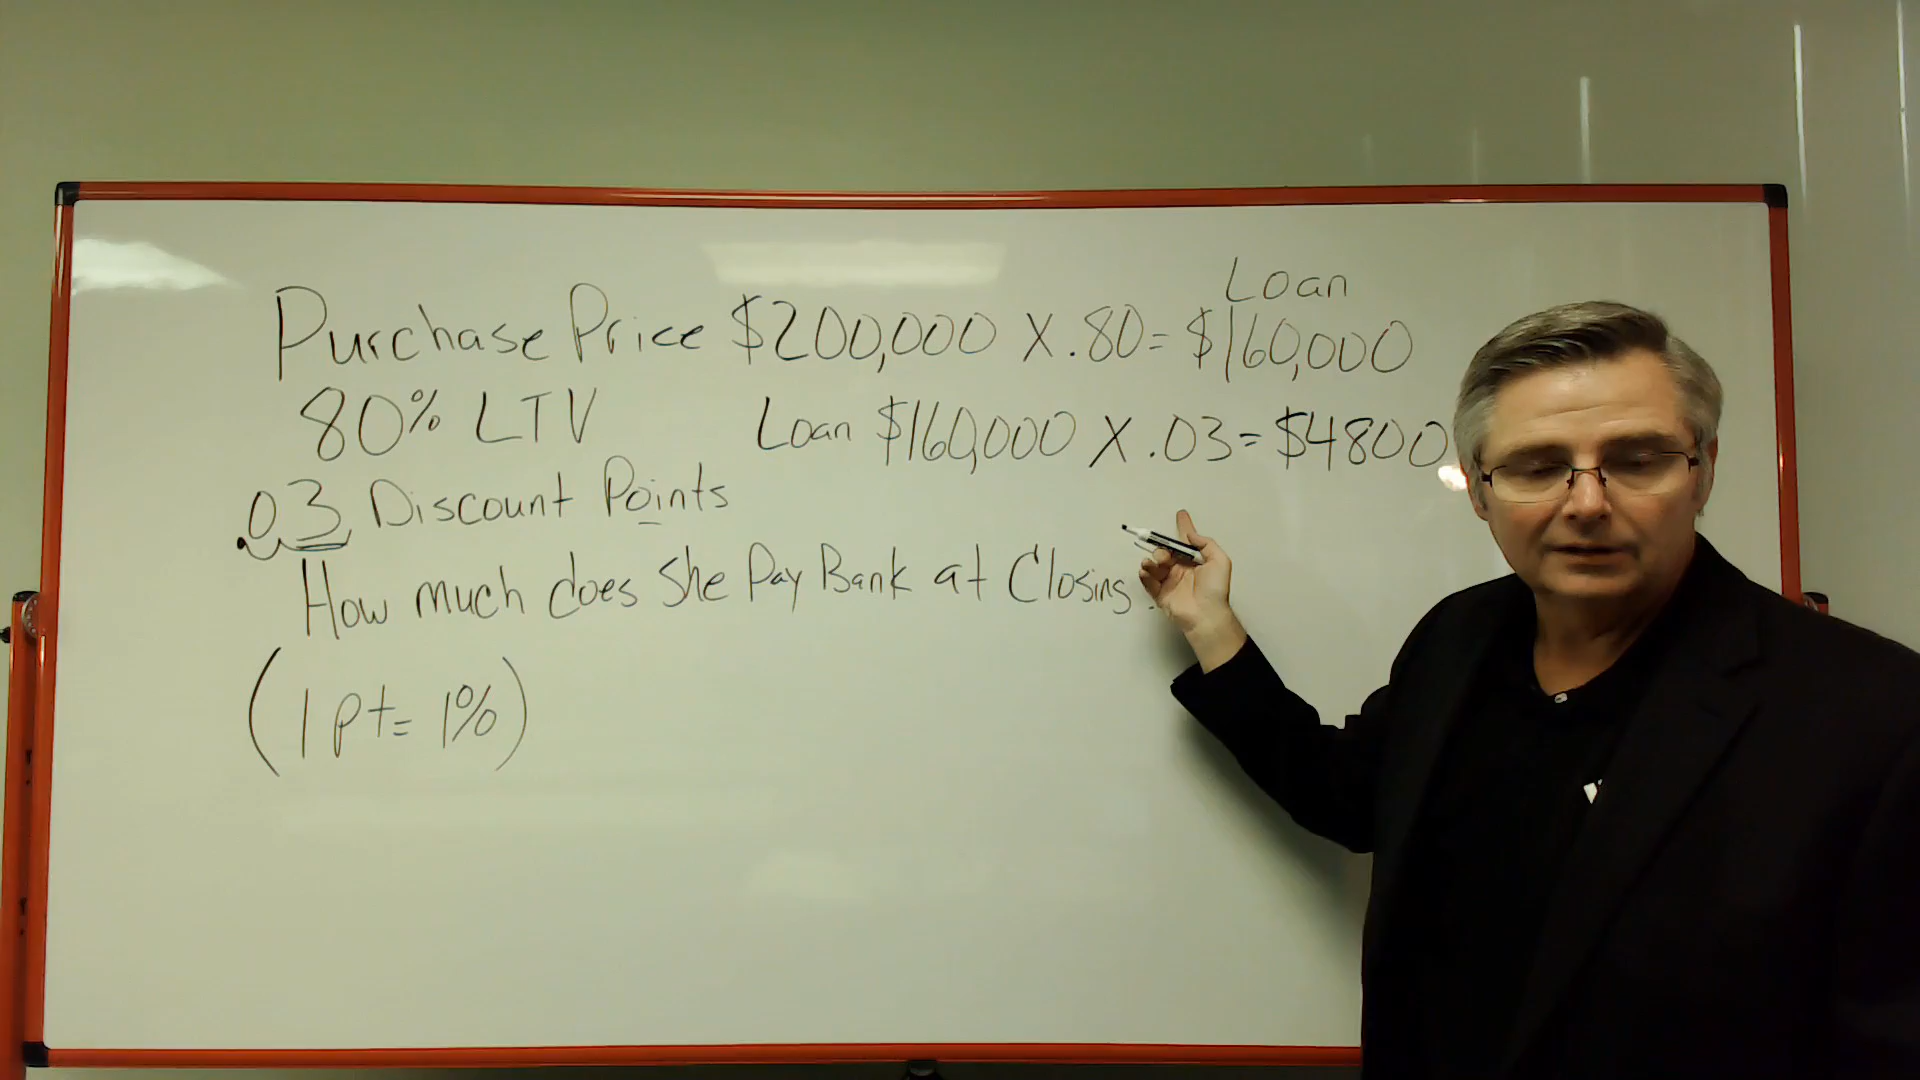 Loan
Purchase Price $200,000 X .80 = $160,000
80% LTV Loan $160,000 X .03 = $4800
.03 Discount Points
How much does She Pay Bank at Closing
(1 pt = 1%)